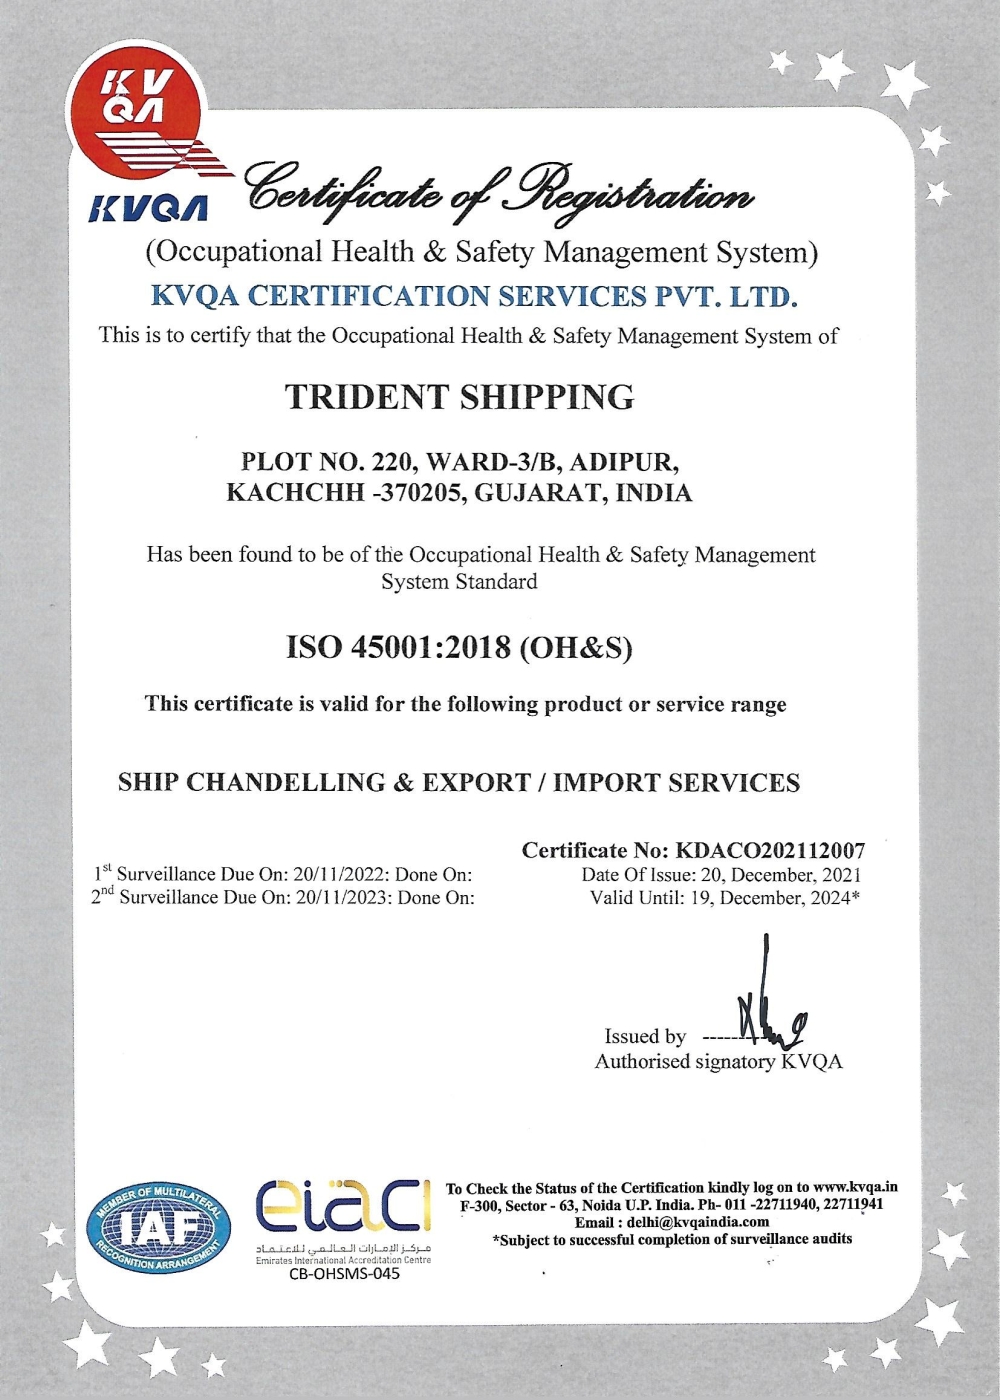 KV
QA
KVQA
Certificate of Registration
(Occupational Health & Safety Management System)
KVQA CERTIFICATION SERVICES PVT. LTD.
This is to certify that the Occupational Health & Safety Management System of
TRIDENT SHIPPING
PLOT NO. 220, WARD-3/B, ADIPUR,
KACHCHH -370205, GUJARAT, INDIA
Has been found to be of the Occupational Health & Safety Management
System Standard
ISO 45001:2018 (OH&S)
This certificate is valid for the following product or service range
SHIP CHANDELLING & EXPORT / IMPORT SERVICES
Certificate No: KDACO202112007
1st Surveillance Due On: 20/11/2022: Done On:
Date Of Issue: 20, December, 2021
2nd Surveillance Due On: 20/11/2023: Done On:
Valid Until: 19, December, 2024*
Issued by
Authorised signatory KVQA
MEMBER OF MULTILATERAL
IAF
RECOGNITION ARRANGEMENT
eiac
مركز الإمارات العالمي للاعتماد
Emirates International Accreditation Centre
CB-OHSMS-045
To Check the Status of the Certification kindly log on to www.kvqa.in
F-300, Sector - 63, Noida U.P. India. Ph- 011 -22711940, 22711941
Email : delhi@kvqaindia.com
*Subject to successful completion of surveillance audits